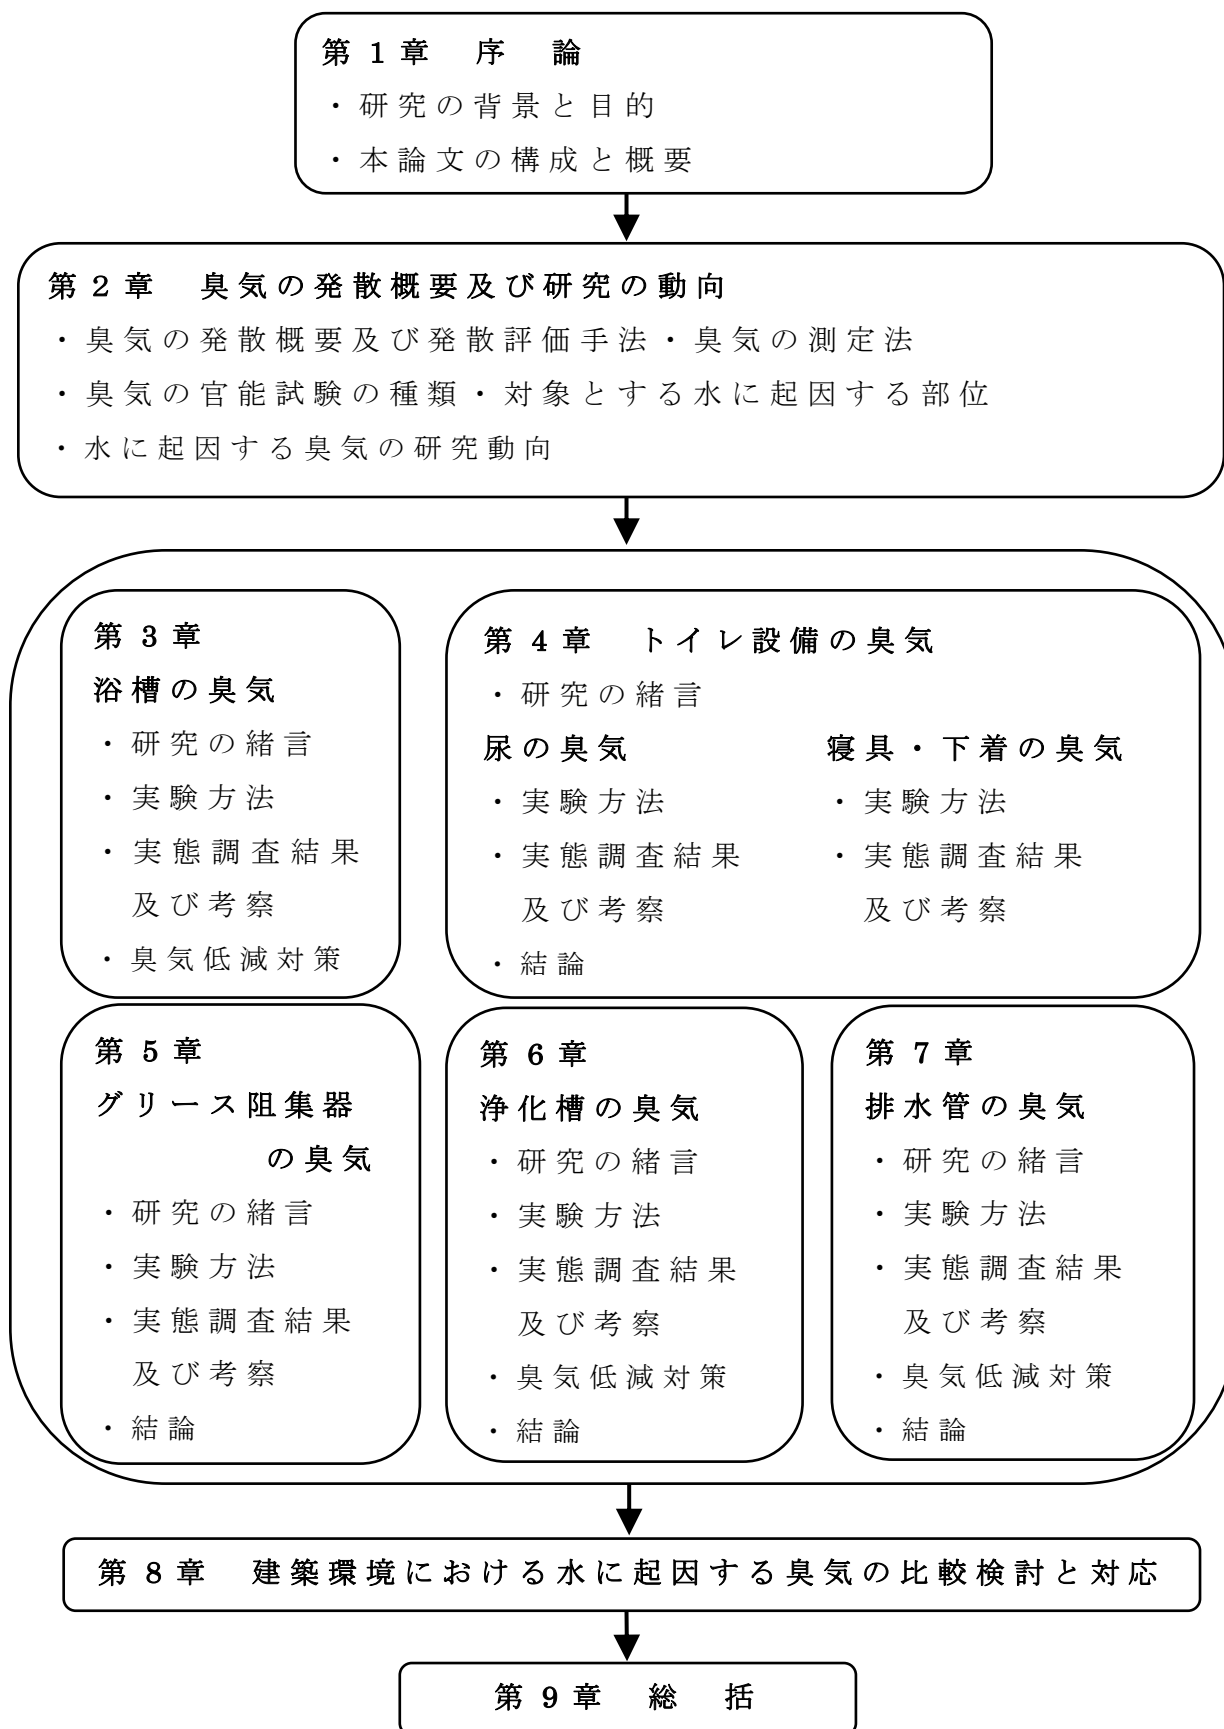 第1章　序　論
・研究の背景と目的
・本論文の構成と概要
第2章　臭気の発散概要及び研究の動向
・臭気の発散概要及び発散評価手法・臭気の測定法
・臭気の官能試験の種類・対象とする水に起因する部位
・水に起因する臭気の研究動向
第3章
浴槽の臭気
・研究の緒言
・実験方法
・実態調査結果
及び考察
・臭気低減対策
第4章　トイレ設備の臭気
・研究の緒言
尿の臭気
・実験方法
・実態調査結果
及び考察
・結論
寝具・下着の臭気
・実験方法
・実態調査結果
及び考察
第5章
グリース阻集器
の臭気
・研究の緒言
・実験方法
・実態調査結果
及び考察
・結論
第6章
浄化槽の臭気
・研究の緒言
・実験方法
・実態調査結果
及び考察
・臭気低減対策
・結論
第7章
排水管の臭気
・研究の緒言
・実験方法
・実態調査結果
及び考察
・臭気低減対策
・結論
第8章　建築環境における水に起因する臭気の比較検討と対応
第9章　総　括